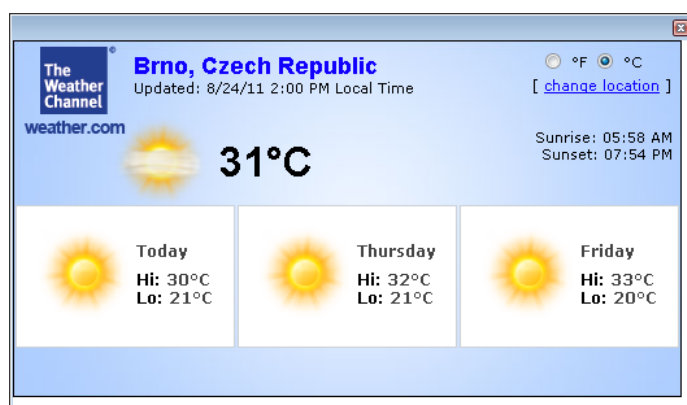 The
Weather
Channel
®
weather.com
Brno, Czech Republic
Updated: 8/24/11 2:00 PM Local Time
°F °C
[ change location ]
Sunrise: 05:58 AM
Sunset: 07:54 PM
31°C
Today
Hi: 30°C
Lo: 21°C
Thursday
Hi: 32°C
Lo: 21°C
Friday
Hi: 33°C
Lo: 20°C